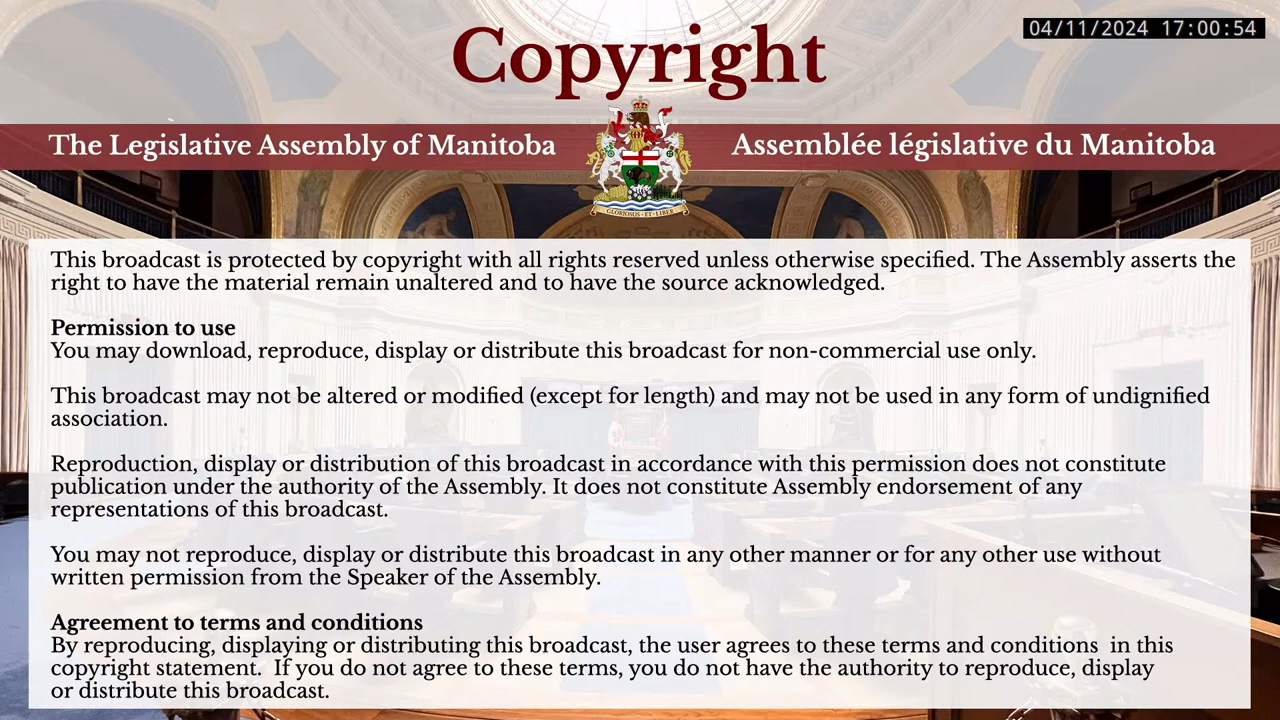 Copyright
04/11/2024 17:00:54
The Legislative Assembly of Manitoba
Assemblée législative du Manitoba
GLORIOSUS · ET · LIBER
This broadcast is protected by copyright with all rights reserved unless otherwise specified. The Assembly asserts the
right to have the material remain unaltered and to have the source acknowledged.
Permission to use
You may download, reproduce, display or distribute this broadcast for non-commercial use only.
This broadcast may not be altered or modified (except for length) and may not be used in any form of undignified
association.
Reproduction, display or distribution of this broadcast in accordance with this permission does not constitute
publication under the authority of the Assembly. It does not constitute Assembly endorsement of any
representations of this broadcast.
You may not reproduce, display or distribute this broadcast in any other manner or for any other use without
written permission from the Speaker of the Assembly.
Agreement to terms and conditions
By reproducing, displaying or distributing this broadcast, the user agrees to these terms and conditions  in this
copyright statement.  If you do not agree to these terms, you do not have the authority to reproduce, display
or distribute this broadcast.